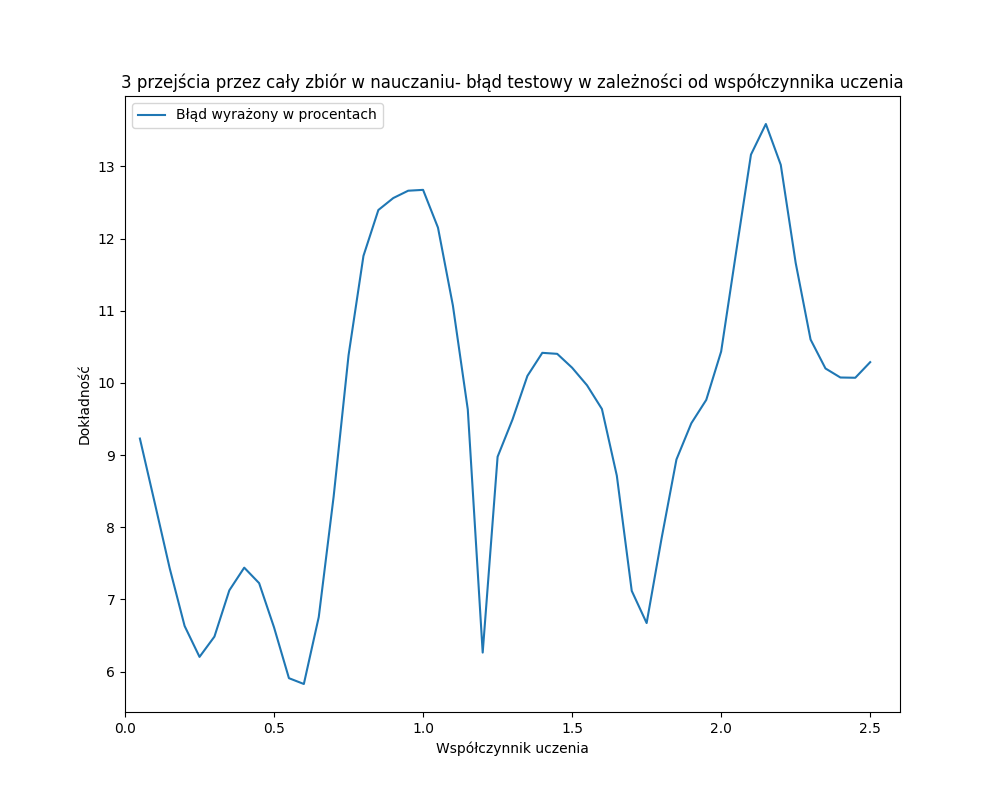 3 przejścia przez cały zbiór w nauczaniu- błąd testowy w zależności od współczynnika uczenia
Błąd wyrażony w procentach
13
12
11
10
9
8
7
6
Dokładność
0.0 0.5 1.0 1.5 2.0 2.5
Współczynnik uczenia